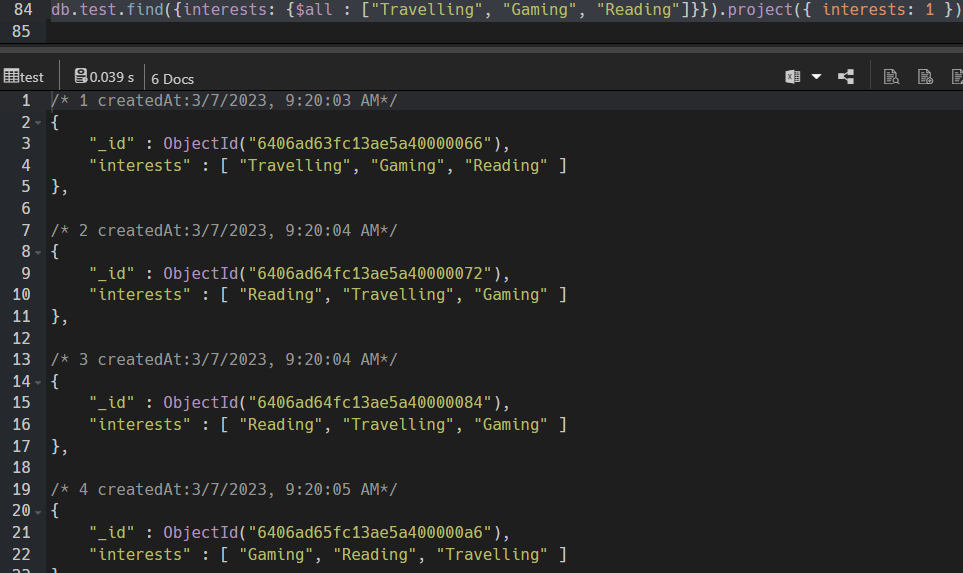 84 db.test.find({interests: {$all : ["Travelling", "Gaming", "Reading"]}}).project({ interests: 1 })
85
test 0.039 s 6 Docs
1 /* 1 createdAt:3/7/2023, 9:20:03 AM*/
2 {
3 "_id" : ObjectId("6406ad63fc13ae5a40000066"),
4 "interests" : [ "Travelling", "Gaming", "Reading" ]
5 },
6
7 /* 2 createdAt:3/7/2023, 9:20:04 AM*/
8 {
9 "_id" : ObjectId("6406ad64fc13ae5a40000072"),
10 "interests" : [ "Reading", "Travelling", "Gaming" ]
11 },
12
13 /* 3 createdAt:3/7/2023, 9:20:04 AM*/
14 {
15 "_id" : ObjectId("6406ad64fc13ae5a40000084"),
16 "interests" : [ "Reading", "Travelling", "Gaming" ]
17 },
18
19 /* 4 createdAt:3/7/2023, 9:20:05 AM*/
20 {
21 "_id" : ObjectId("6406ad65fc13ae5a400000a6"),
22 "interests" : [ "Gaming", "Reading", "Travelling" ]